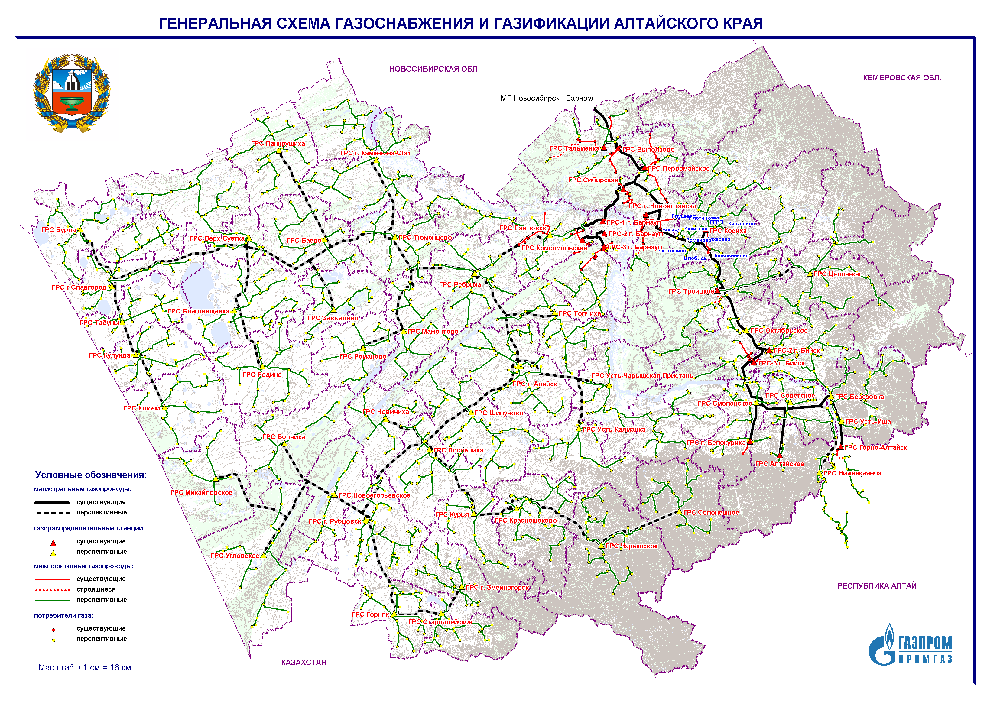 ГЕНЕРАЛЬНАЯ СХЕМА ГАЗОСНАБЖЕНИЯ И ГАЗИФИКАЦИИ АЛТАЙСКОГО КРАЯ
НОВОСИБИРСКАЯ ОБЛ.
КЕМЕРОВСКАЯ ОБЛ.
МГ Новосибирск - Барнаул
ГРС Панкрушиха
ГРС г. Камень-на-Оби
ГРС Тальменка
ГРС Выползово
ГРС Первомайское
ГРС Сибирская
ГРС г. Новоалтайска
Плотниково
ГГРП
Каркавино
ГРС Бурла
ГРС Верх-Суетка
ГРС Баево
ГРС Тюменцево
ГРС Павловск
ГРС-1 г. Барнаул
Восход
ГРС Косиха
ГРС-2 г. Барнаул
Романово
ГРС Комсомольская
ГРС-3 г. Барнаул
Контошино
Налобиха
Полковниково
ГРС г.Славгород
ГРС Ребриха
ГРС Целинное
ГРС Троицкое
ГРС Табуны
ГРС Благовещенка
ГРС Завьялово
ГРС Топчиха
ГРС Мамонтово
ГРС Октябрьское
ГРС Кулунда
ГРС Романово
ГРС-2 г. Бийск
ГРС-3 г. Бийск
ГРС Родино
ГРС Усть-Чарышская Пристань
ГРС г. Алейск
ГРС Ключи
ГРС Новичиха
ГРС Шипуново
ГРС Смоленское
ГРС Советское
ГРС Березовка
ГРС Усть-Иша
ГРС Волчиха
ГРС Усть-Калманка
ГРС Поспелиха
ГРС г. Белокуриха
ГРС Горно-Алтайск
ГРС Алтайское
ГРС Нижнекаянча
ГРС Михайловское
ГРС Новоегорьевское
ГРС г. Рубцовск
ГРС Курья
ГРС Краснощеково
ГРС Солонешное
ГРС Угловское
ГРС Чарышское
ГРС г. Змеиногорск
ГРС Горняк
ГРС Староалейское
РЕСПУБЛИКА АЛТАЙ
КАЗАХСТАН
Условные обозначения:
магистральные газопроводы:
существующие
перспективные
газораспределительные станции:
существующие
перспективные
межпоселковые газопроводы:
существующие
строящиеся
перспективные
потребители газа:
существующие
перспективные
Масштаб в 1 см = 16 км
ГАЗПРОМ
ПРОМГАЗ